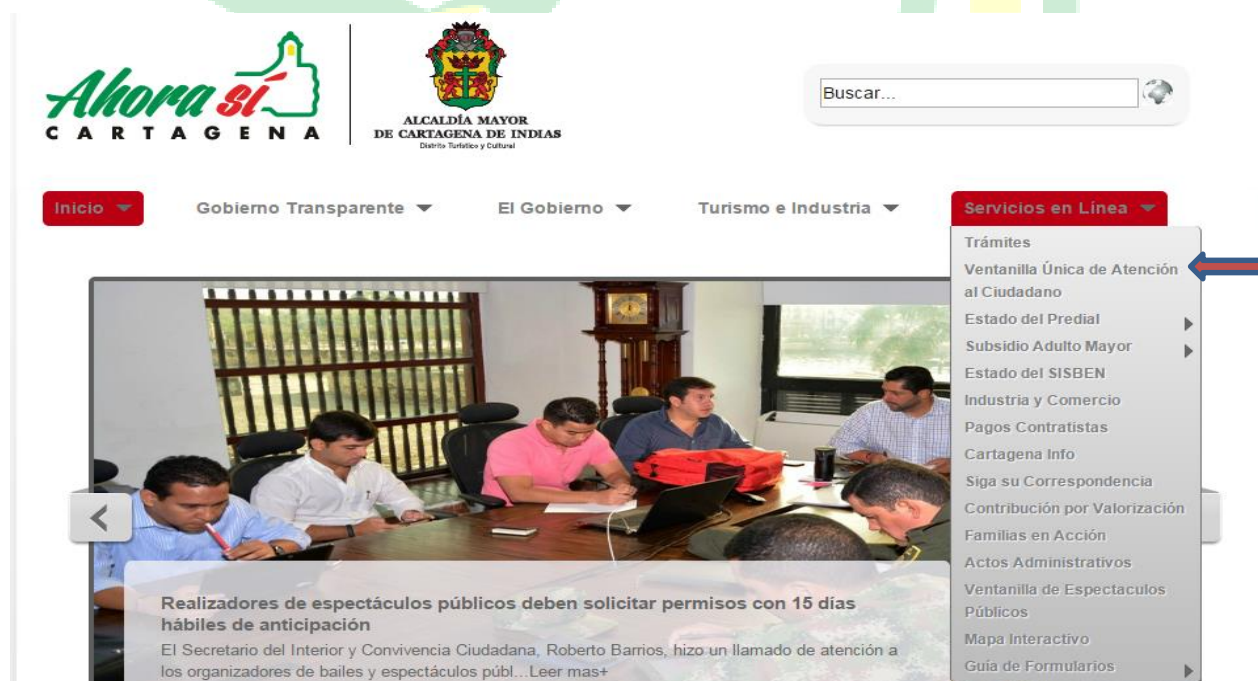 Ahora sí
CARTAGENA
ALCALDÍA MAYOR
DE CARTAGENA DE INDIAS
Distrito Turístico y Cultural
Buscar...
Inicio
Gobierno Transparente
El Gobierno
Turismo e Industria
Servicios en Línea
Trámites
Ventanilla Única de Atención
al Ciudadano
Estado del Predial
Subsidio Adulto Mayor
Estado del SISBEN
Industria y Comercio
Pagos Contratistas
Cartagena Info
Siga su Correspondencia
Contribución por Valorización
Familias en Acción
Actos Administrativos
Ventanilla de Espectaculos
Públicos
Mapa Interactivo
Guía de Formularios
Realizadores de espectáculos públicos deben solicitar permisos con 15 días
hábiles de anticipación
El Secretario del Interior y Convivencia Ciudadana, Roberto Barrios, hizo un llamado de atención a
los organizadores de bailes y espectáculos públ...Leer mas+